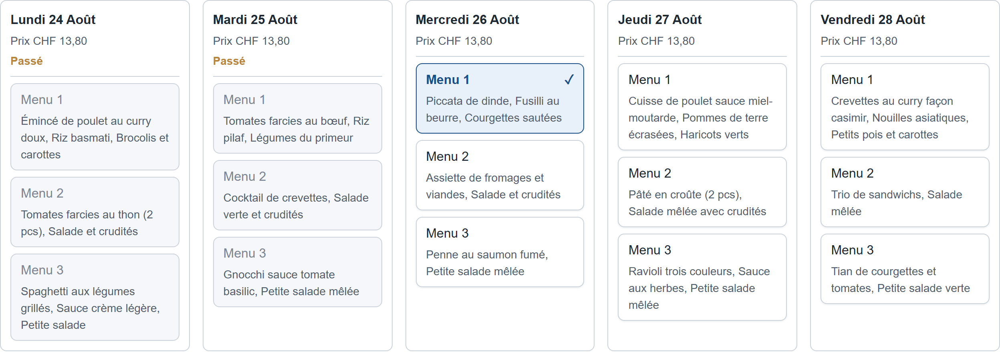 Lundi 24 Août
Prix CHF 13,80
Passé
Menu 1
Émincé de poulet au curry
doux, Riz basmati, Brocolis et
carottes
Menu 2
Tomates farcies au thon (2
pcs), Salade et crudités
Menu 3
Spaghetti aux légumes
grillés, Sauce crème légère,
Petite salade
Mardi 25 Août
Prix CHF 13,80
Passé
Menu 1
Tomates farcies au bœuf, Riz
pilaf, Légumes du primeur
Menu 2
Cocktail de crevettes, Salade
verte et crudités
Menu 3
Gnocchi sauce tomate
basilic, Petite salade mêlée
Mercredi 26 Août
Prix CHF 13,80
Menu 1 ✓
Piccata de dinde, Fusilli au
beurre, Courgettes sautées
Menu 2
Assiette de fromages et
viandes, Salade et crudités
Menu 3
Penne au saumon fumé,
Petite salade mêlée
Jeudi 27 Août
Prix CHF 13,80
Menu 1
Cuisse de poulet sauce miel-
moutarde, Pommes de terre
écrasées, Haricots verts
Menu 2
Pâté en croûte (2 pcs),
Salade mêlée avec crudités
Menu 3
Ravioli trois couleurs, Sauce
aux herbes, Petite salade
mêlée
Vendredi 28 Août
Prix CHF 13,80
Menu 1
Crevettes au curry façon
casimir, Nouilles asiatiques,
Petits pois et carottes
Menu 2
Trio de sandwichs, Salade
mêlée
Menu 3
Tian de courgettes et
tomates, Petite salade verte